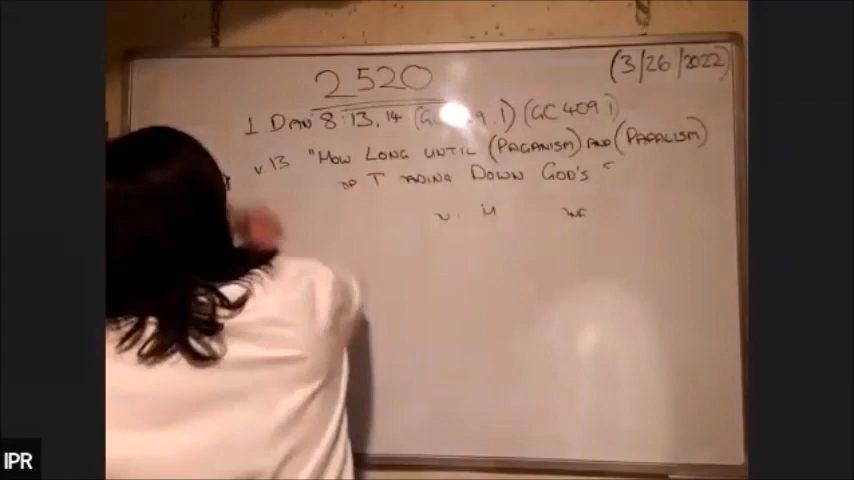 2520
(3/26/2022)
1. DAN 8:13,14 (GC 409.1)
v 13 "HOW LONG UNTIL (PAGANISM) AND (PAPALISM)
DOWN GOD'S
IPR